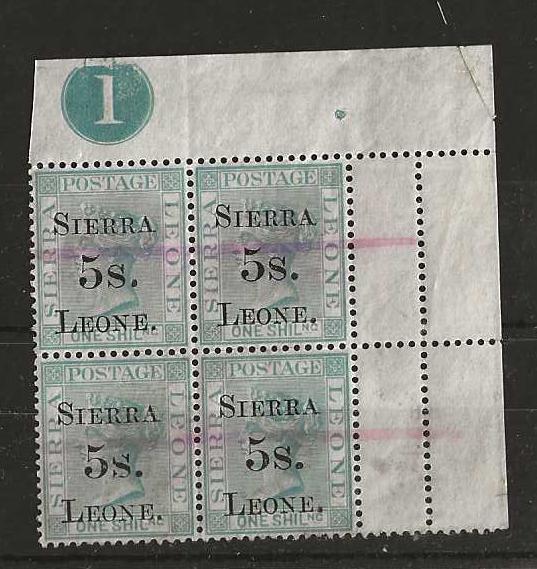 1
POSTAGE POSTAGE
SIERRA LEONE SIERRA LEONE
SIERRA SIERRA
5s. 5s.
LEONE. LEONE.
ONE SHILNG ONE SHILNG
POSTAGE POSTAGE
SIERRA LEONE SIERRA LEONE
SIERRA SIERRA
5s. 5s.
LEONE. LEONE.
ONE SHILNG ONE SHILNG